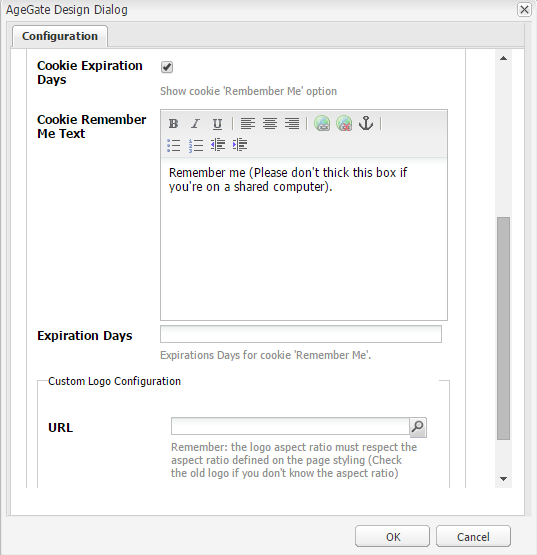 AgeGate Design Dialog
Configuration
Cookie Expiration
Days
Show cookie 'Rembember Me' option
Cookie Remember
Me Text
B I U
Remember me (Please don't thick this box if
you're on a shared computer).
Expiration Days
Expirations Days for cookie 'Remember Me'.
Custom Logo Configuration
URL
Remember: the logo aspect ratio must respect the
aspect ratio defined on the page styling (Check
the old logo if you don't know the aspect ratio)
OK Cancel